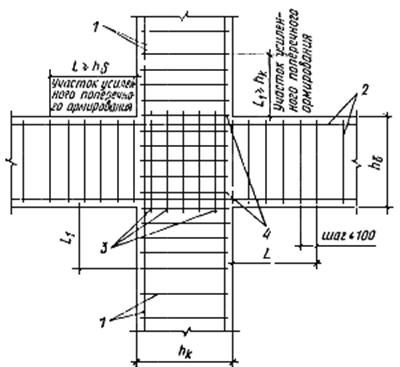 1
L ≥ hб
Участок усилен-
ного поперечно-
го армирования
L₁ ≥ hк
Участок усилен-
ного поперечного
армирования
2
hб
3
4
L₁
L
шаг ≤ 100
1
hк